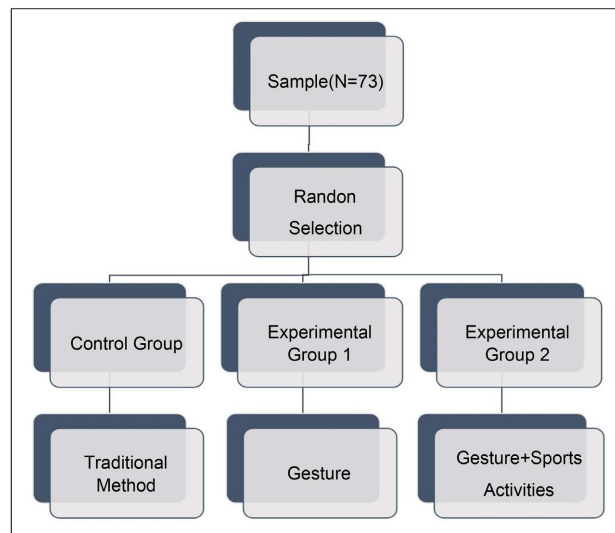 Sample(N=73)
Randon
Selection
Control Group
Experimental
Group 1
Experimental
Group 2
Traditional
Method
Gesture
Gesture+Sports
Activities